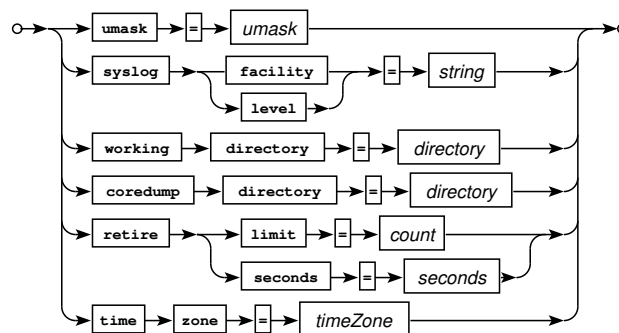 umask = umask
syslog facility = string
level
working directory = directory
coredump directory = directory
retire limit = count
seconds = seconds
time zone = timeZone